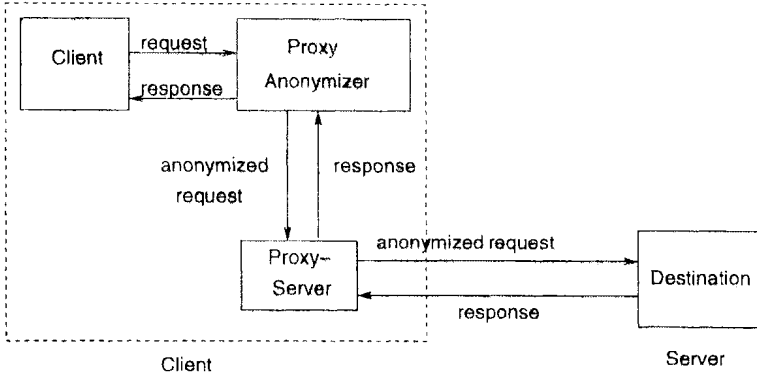 Client
request
response
Proxy
Anonymizer
anonymized
request
response
Proxy-
Server
anonymized request
response
Destination
Client
Server